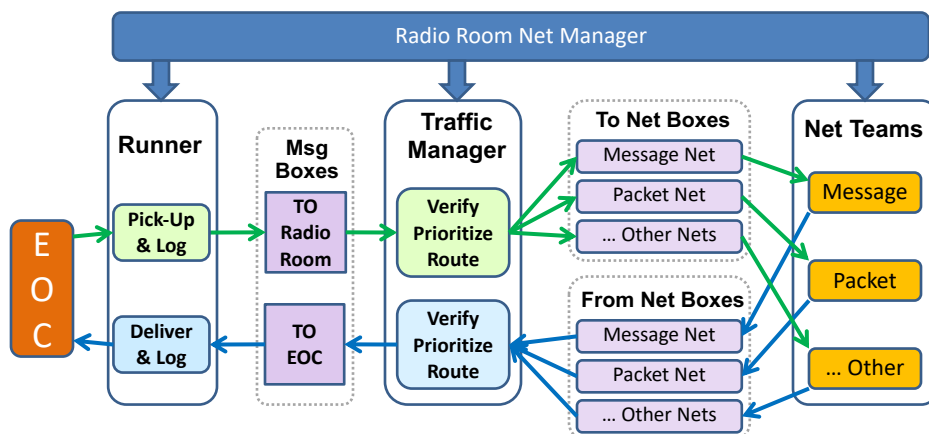 Radio Room Net Manager
Runner
Pick-Up
& Log
Deliver
& Log
E
O
C
Msg
Boxes
TO
Radio
Room
TO
EOC
Traffic
Manager
Verify
Prioritize
Route
Verify
Prioritize
Route
To Net Boxes
Message Net
Packet Net
... Other Nets
From Net Boxes
Message Net
Packet Net
... Other Nets
Net Teams
Message
Packet
... Other